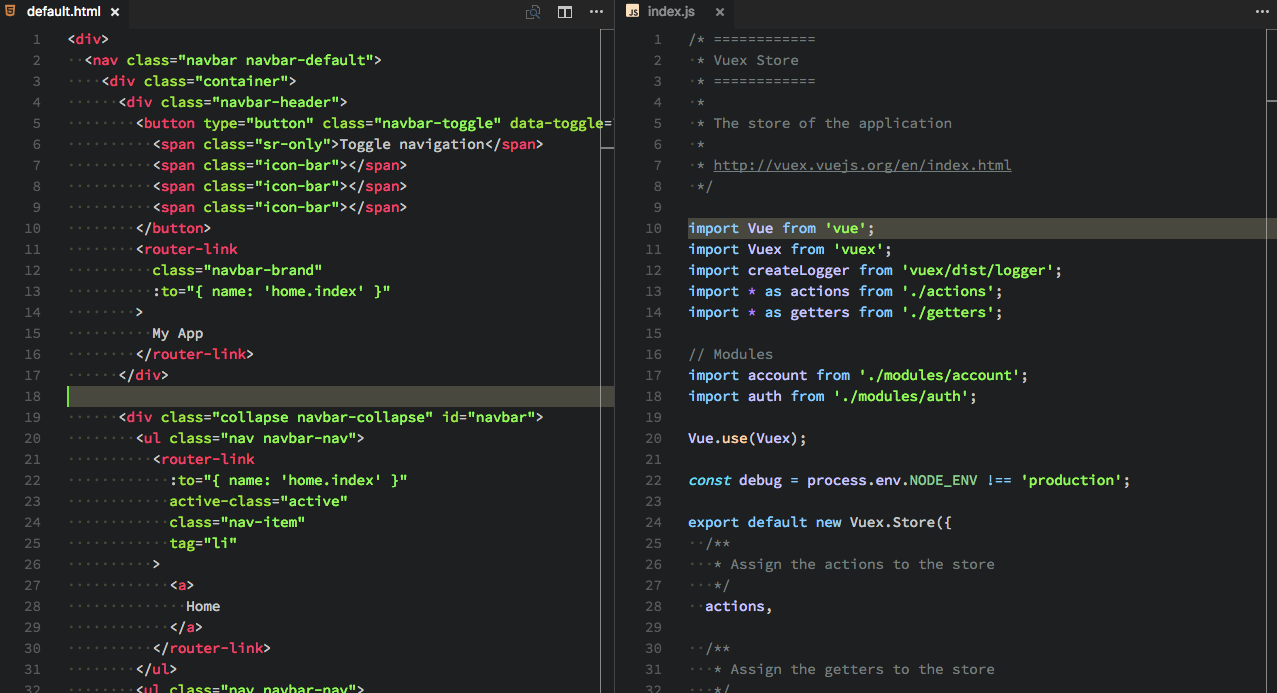 default.html ×
1 <div>
2   <nav class="navbar navbar-default">
3     <div class="container">
4       <div class="navbar-header">
5         <button type="button" class="navbar-toggle" data-toggle=
6           <span class="sr-only">Toggle navigation</span>
7           <span class="icon-bar"></span>
8           <span class="icon-bar"></span>
9           <span class="icon-bar"></span>
10         </button>
11         <router-link
12           class="navbar-brand"
13           :to="{ name: 'home.index' }"
14         >
15           My App
16         </router-link>
17       </div>
18
19       <div class="collapse navbar-collapse" id="navbar">
20         <ul class="nav navbar-nav">
21           <router-link
22             :to="{ name: 'home.index' }"
23             active-class="active"
24             class="nav-item"
25             tag="li"
26           >
27             <a>
28               Home
29             </a>
30           </router-link>
31         </ul>
32         <ul class="nav navbar-nav">
JS index.js ×
1 /* ============
2  * Vuex Store
3  * ============
4  *
5  * The store of the application
6  *
7  * http://vuex.vuejs.org/en/index.html
8  */
9
10 import Vue from 'vue';
11 import Vuex from 'vuex';
12 import createLogger from 'vuex/dist/logger';
13 import * as actions from './actions';
14 import * as getters from './getters';
15
16 // Modules
17 import account from './modules/account';
18 import auth from './modules/auth';
19
20 Vue.use(Vuex);
21
22 const debug = process.env.NODE_ENV !== 'production';
23
24 export default new Vuex.Store({
25   /**
26    * Assign the actions to the store
27    */
28   actions,
29
30   /**
31    * Assign the getters to the store
32    */